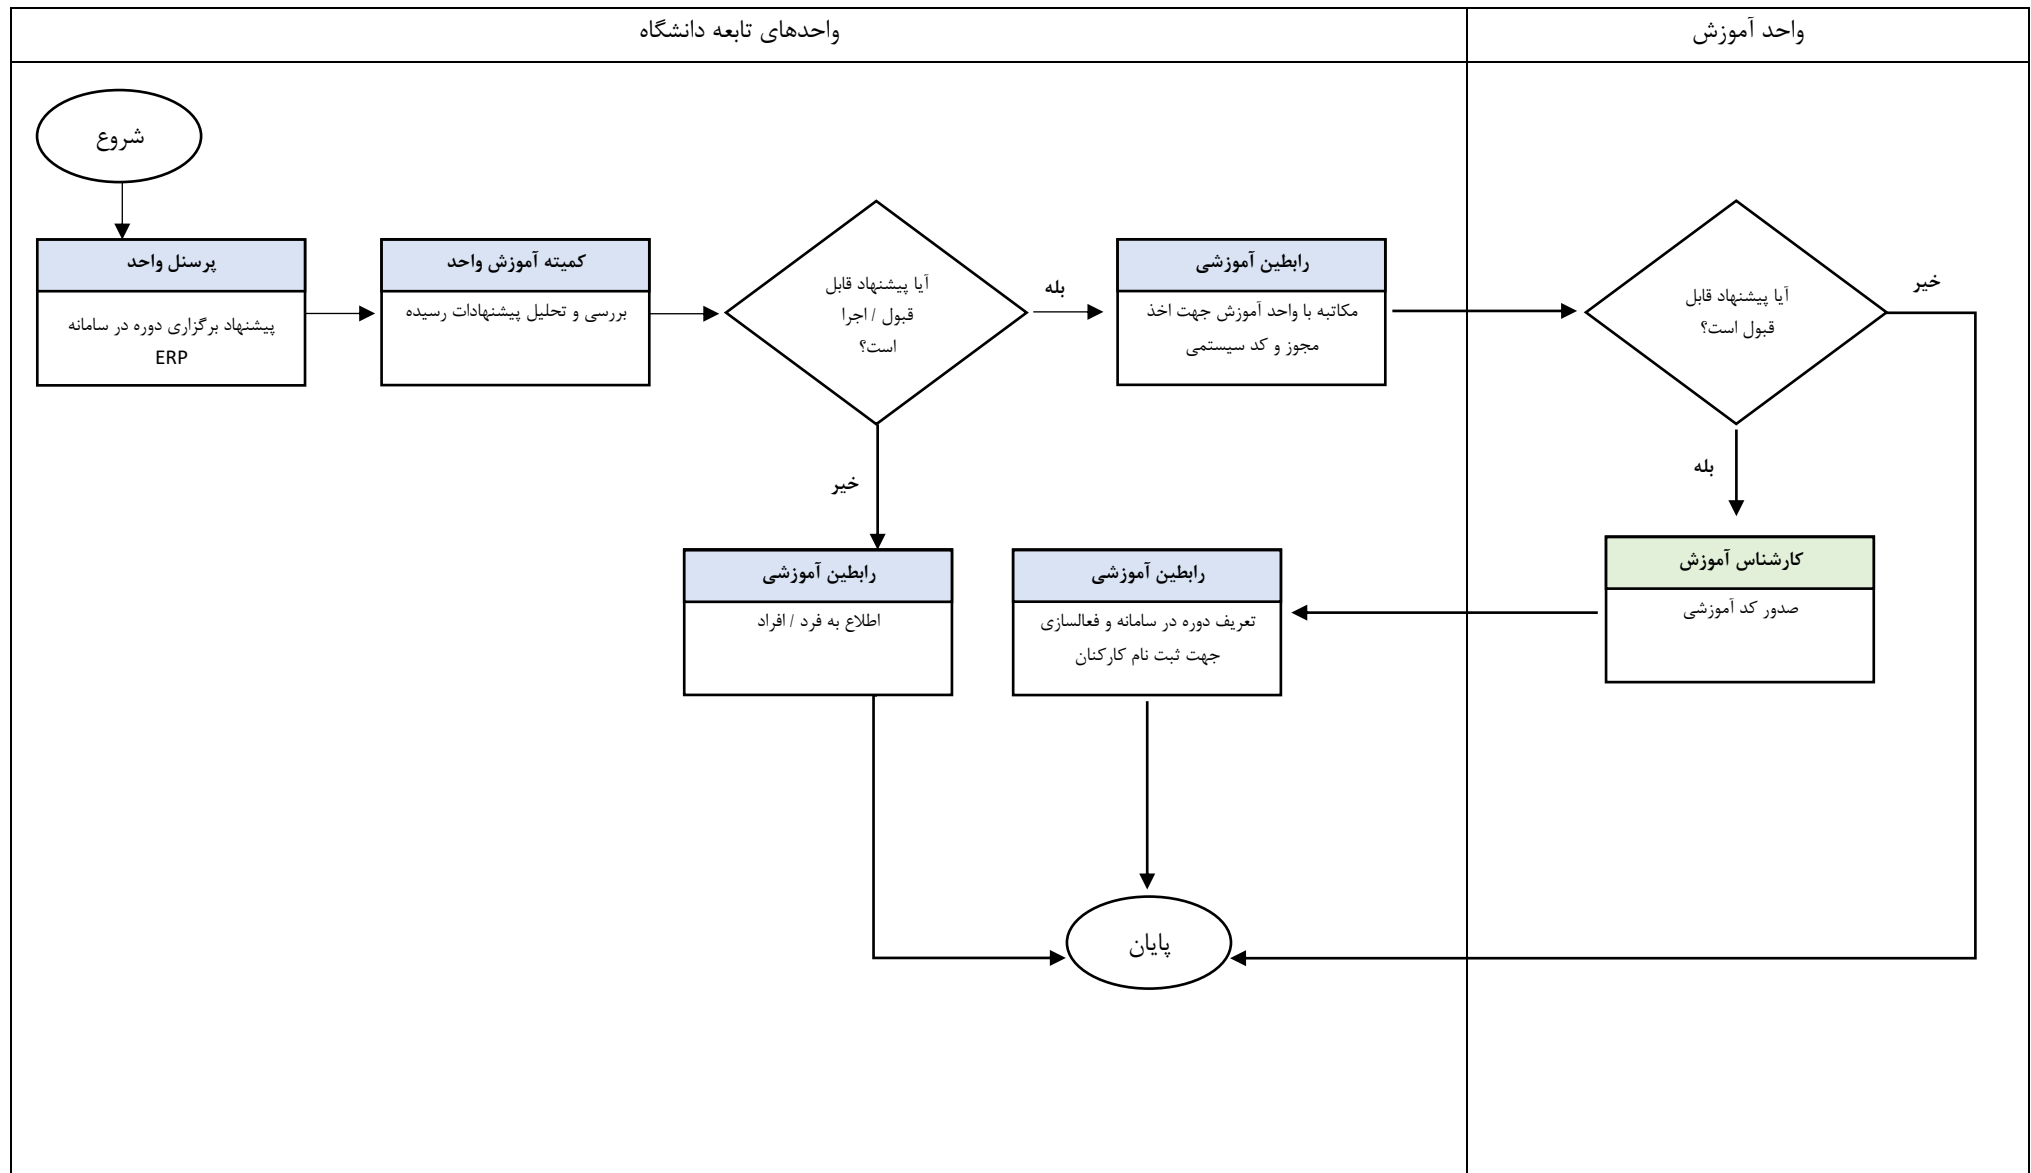 واحدهای تابعه دانشگاه
واحد آموزش
شروع
پرسنل واحد
پیشنهاد برگزاری دوره در سامانه
ERP
کمیته آموزش واحد
بررسی و تحلیل پیشنهادات رسیده
آیا پیشنهاد قابل
قبول / اجرا
است؟
بله
رابطین آموزشی
مکاتبه با واحد آموزش جهت اخذ
مجوز و کد سیستمی
آیا پیشنهاد قابل
قبول است؟
خیر
بله
خیر
کارشناس آموزش
صدور کد آموزشی
رابطین آموزشی
تعریف دوره در سامانه و فعالسازی
جهت ثبت نام کارکنان
رابطین آموزشی
اطلاع به فرد / افراد
پایان